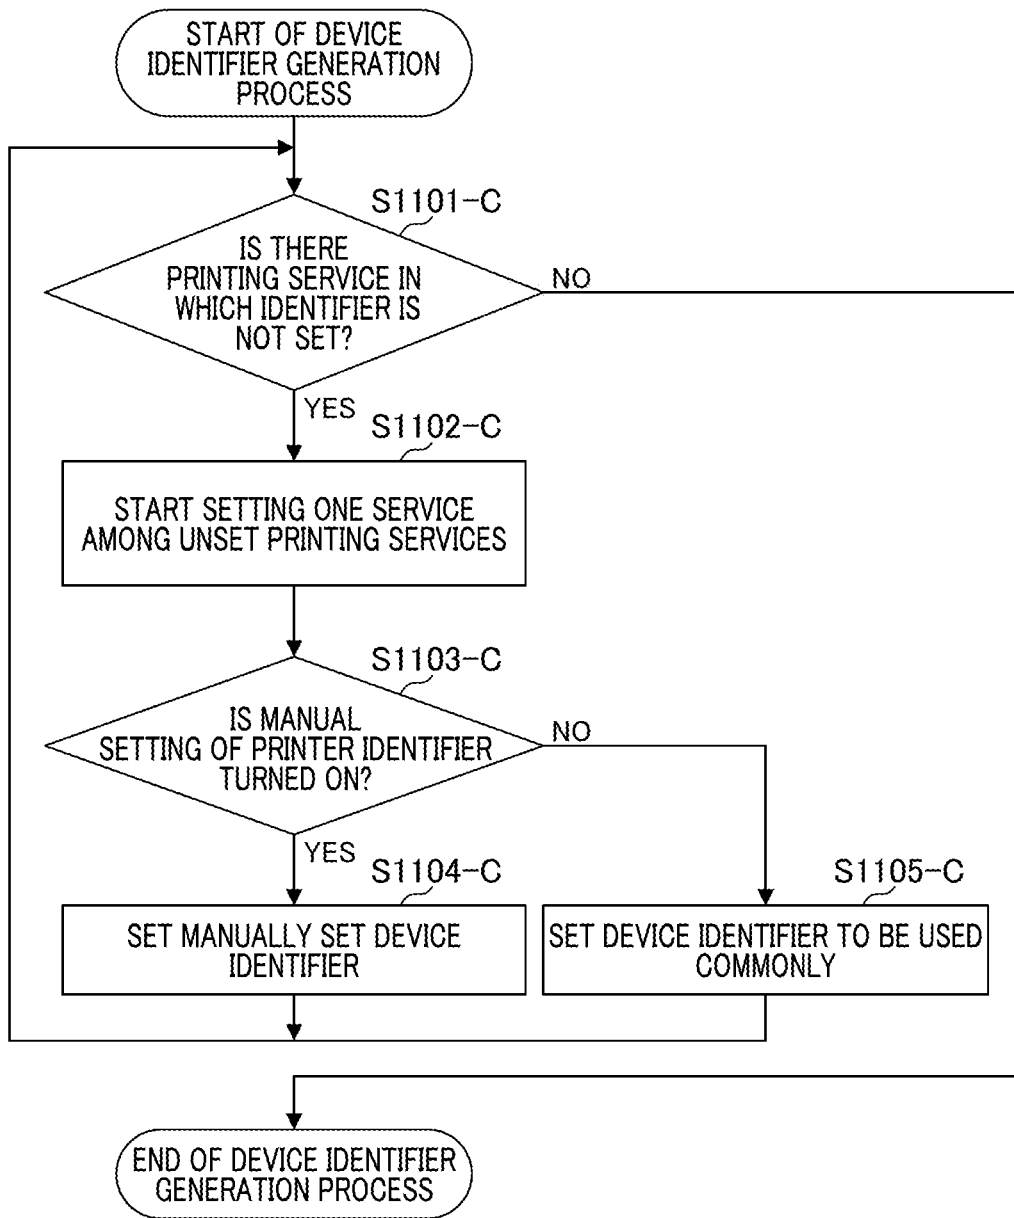 START OF DEVICE
IDENTIFIER GENERATION
PROCESS
S1101-C
IS THERE
PRINTING SERVICE IN
WHICH IDENTIFIER IS
NOT SET?
NO
YES
S1102-C
START SETTING ONE SERVICE
AMONG UNSET PRINTING SERVICES
S1103-C
IS MANUAL
SETTING OF PRINTER IDENTIFIER
TURNED ON?
NO
YES
S1104-C
SET MANUALLY SET DEVICE
IDENTIFIER
S1105-C
SET DEVICE IDENTIFIER TO BE USED
COMMONLY
END OF DEVICE IDENTIFIER
GENERATION PROCESS